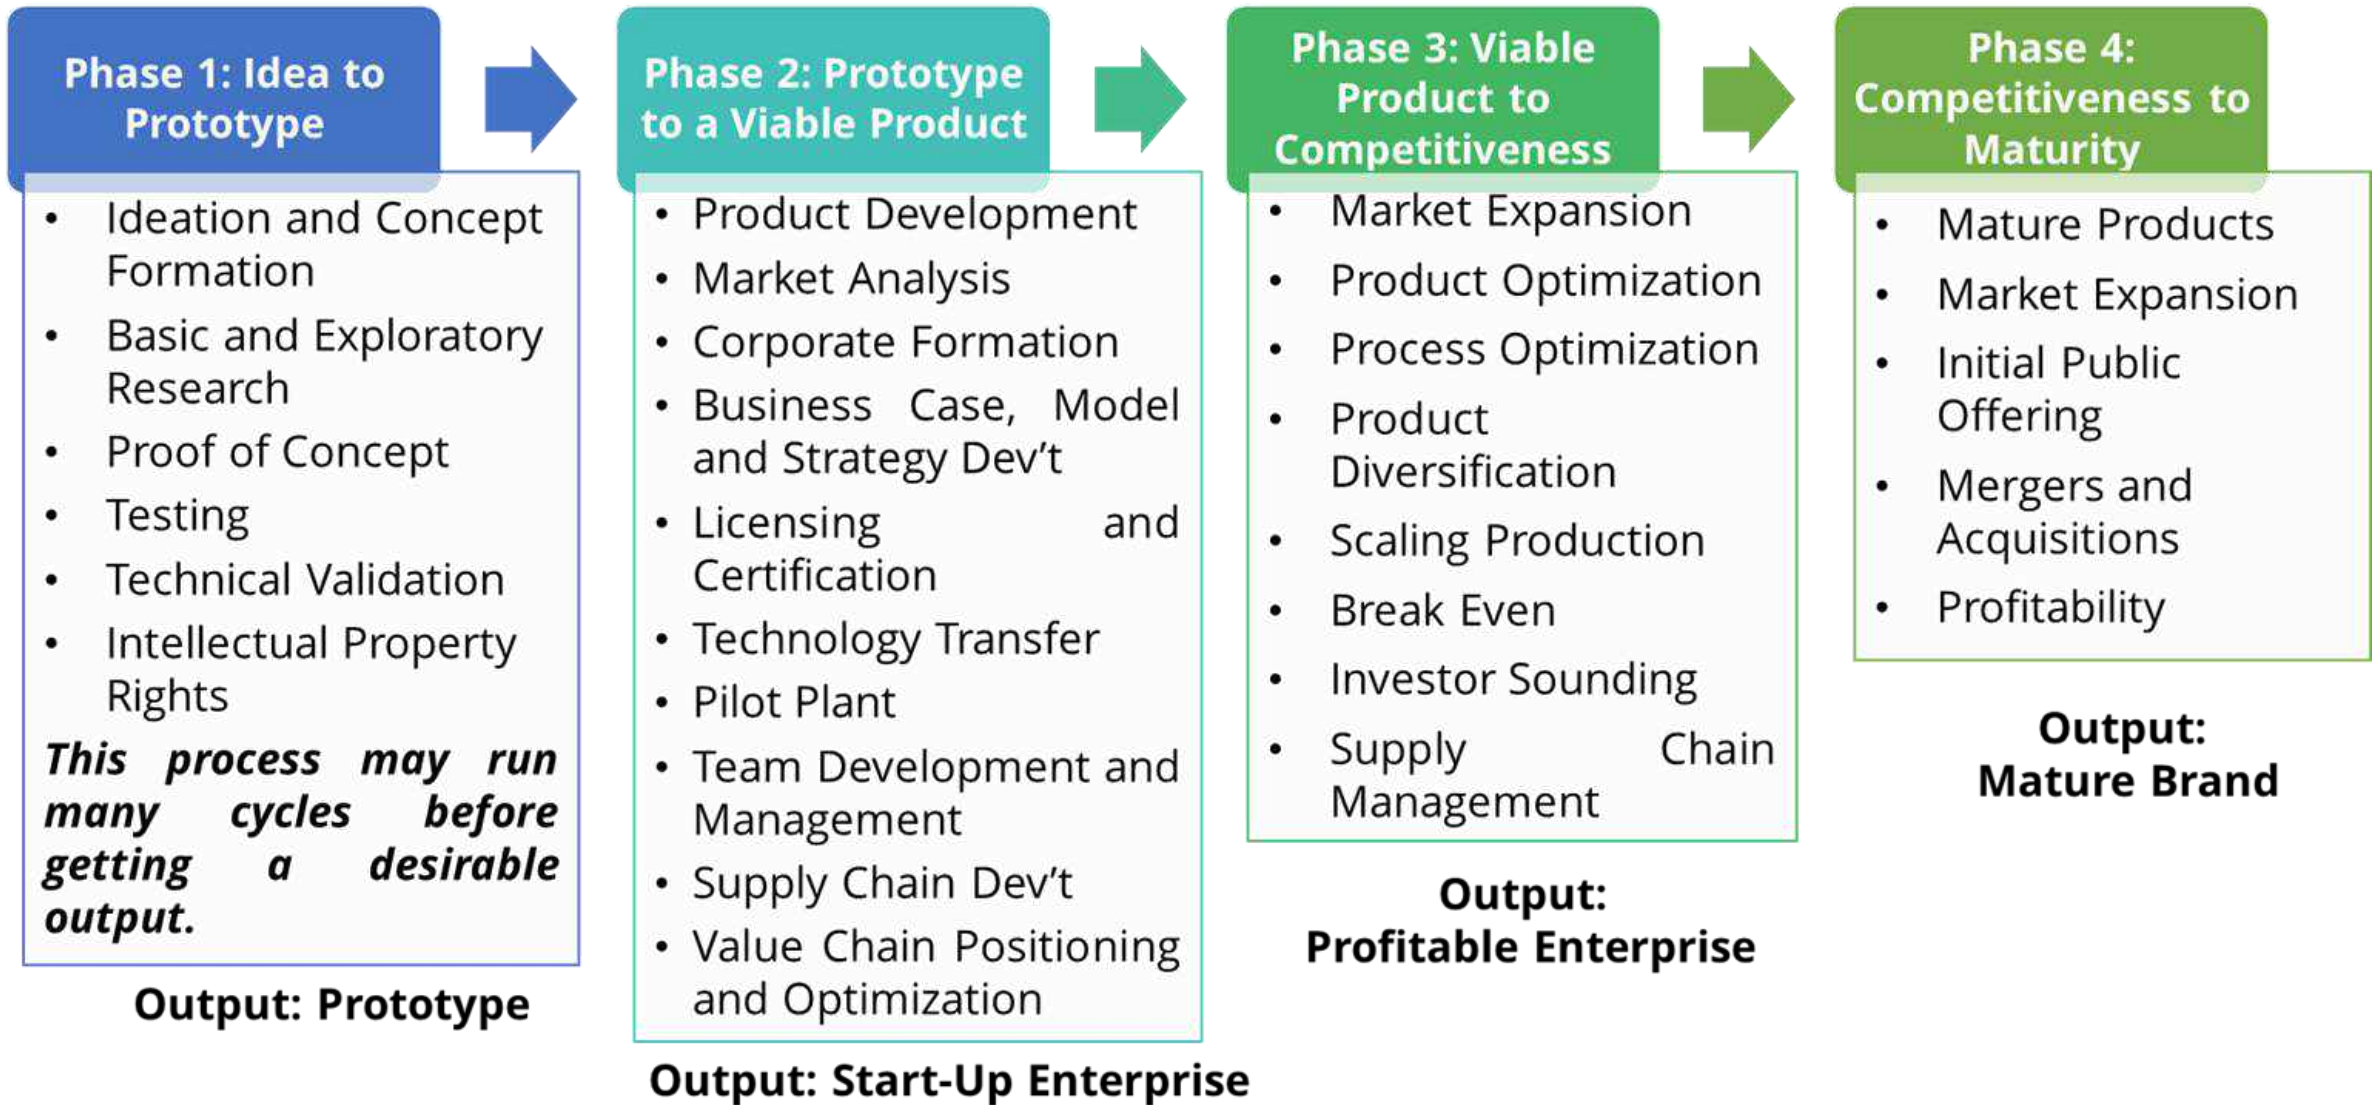 Phase 1: Idea to
Prototype
• Ideation and Concept
Formation
• Basic and Exploratory
Research
• Proof of Concept
• Testing
• Technical Validation
• Intellectual Property
Rights
This process may run
many cycles before
getting a desirable
output.
Output: Prototype
Phase 2: Prototype
to a Viable Product
• Product Development
• Market Analysis
• Corporate Formation
• Business Case, Model
and Strategy Dev’t
• Licensing and
Certification
• Technology Transfer
• Pilot Plant
• Team Development and
Management
• Supply Chain Dev’t
• Value Chain Positioning
and Optimization
Output: Start-Up Enterprise
Phase 3: Viable
Product to
Competitiveness
• Market Expansion
• Product Optimization
• Process Optimization
• Product
Diversification
• Scaling Production
• Break Even
• Investor Sounding
• Supply Chain
Management
Output:
Profitable Enterprise
Phase 4:
Competitiveness to
Maturity
• Mature Products
• Market Expansion
• Initial Public
Offering
• Mergers and
Acquisitions
• Profitability
Output:
Mature Brand